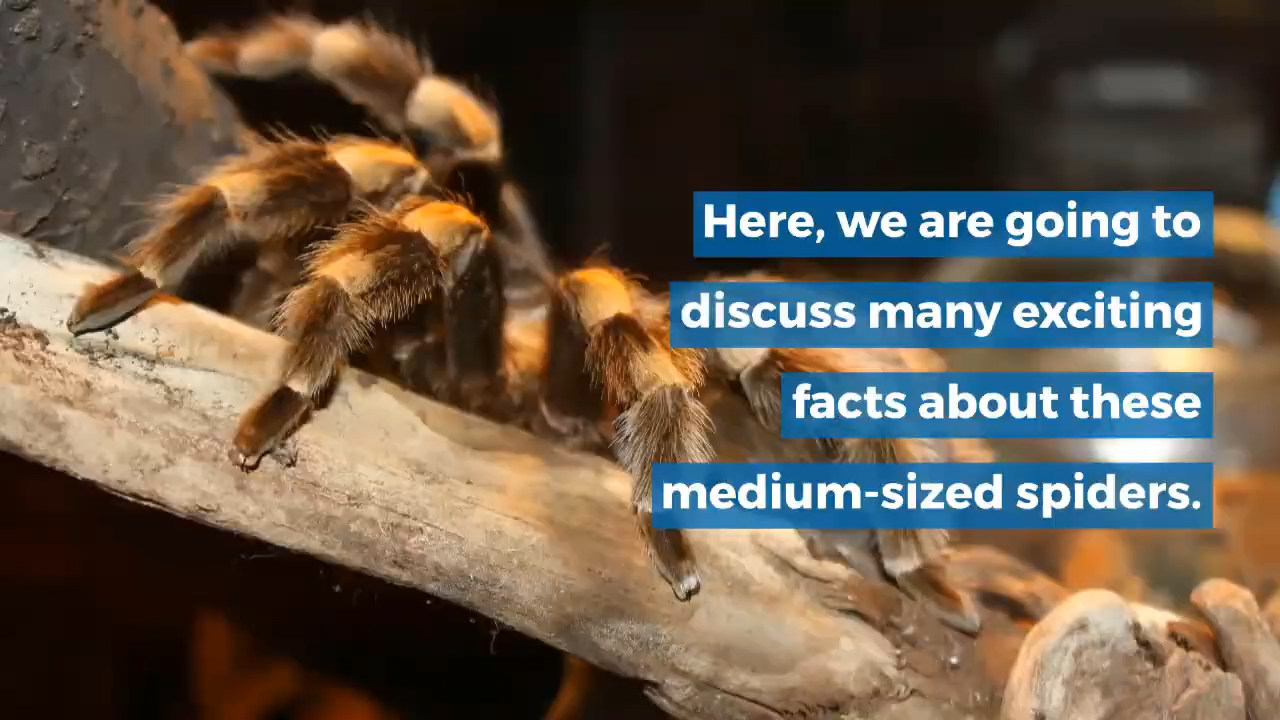 Here, we are going to
discuss many exciting
facts about these
medium-sized spiders.